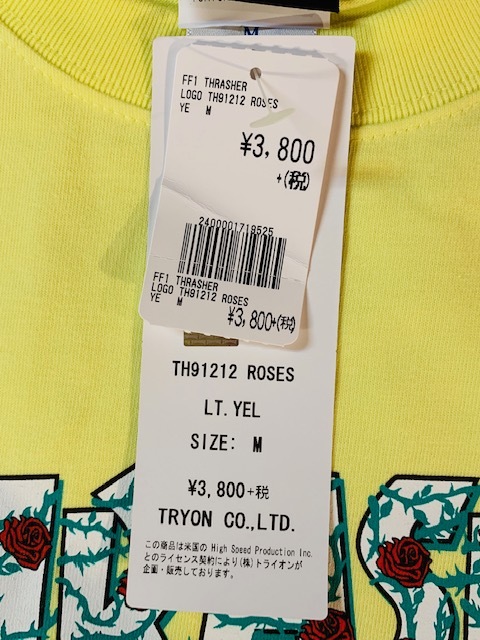 M
FF1 THRASHER
LOGO TH91212 ROSES
YE M
¥3,800
+(税)
2400001719525
FF1 THRASHER
LOGO TH91212 ROSES
YE M
¥3,800+(税)
TH91212 ROSES
LT.YEL
SIZE: M
¥3,800+税
TRYON CO.,LTD.
この商品は米国の High Speed Production Inc.
とのライセンス契約により(株)トライオンが
企画・販売しております。